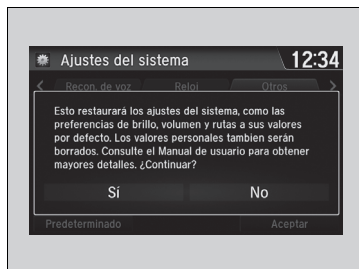 Ajustes del sistema
12:34
Recon. de voz
Reloj
Otros
Esto restaurará los ajustes del sistema, como las
preferencias de brillo, volumen y rutas a sus valores
por defecto. Los valores personales tambien serán
borrados. Consulte el Manual de usuario para obtener
mayores detalles. ¿Continuar?
Sí
No
Predeterminado
Aceptar